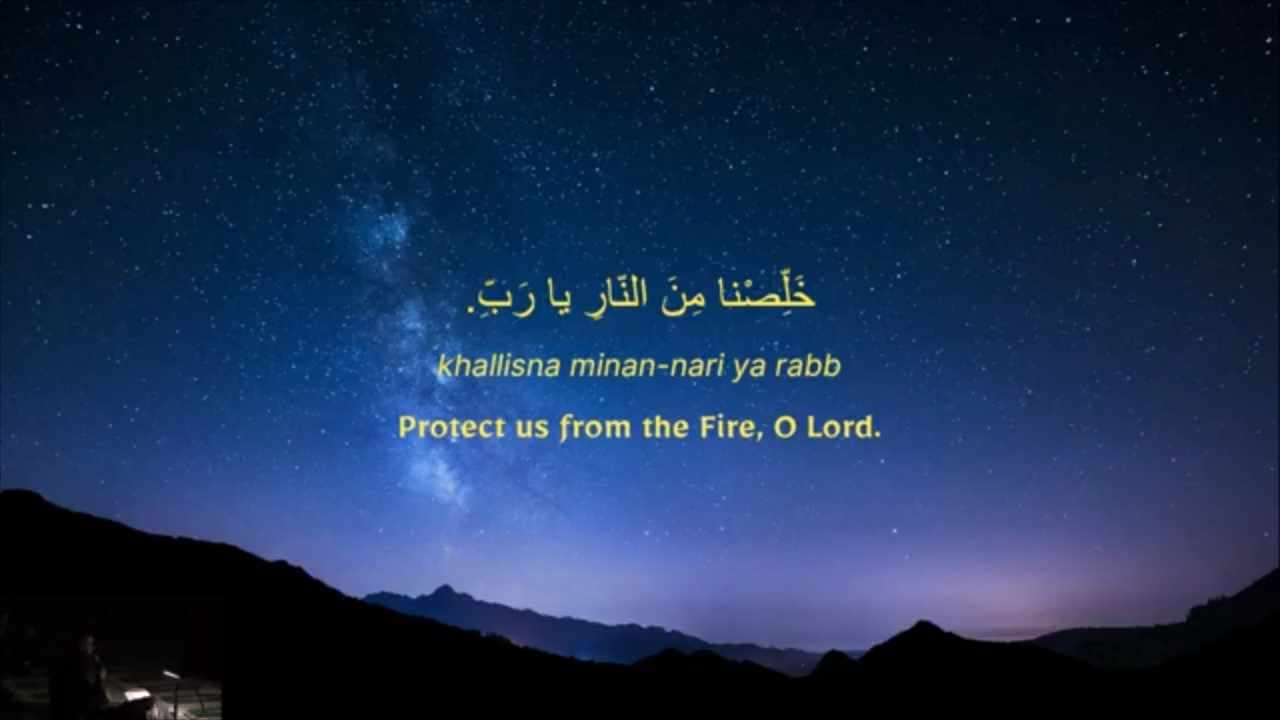 خَلِّصْنا مِنَ النّارِ يا رَبِّ.
khallisna minan-nari ya rabb
Protect us from the Fire, O Lord.